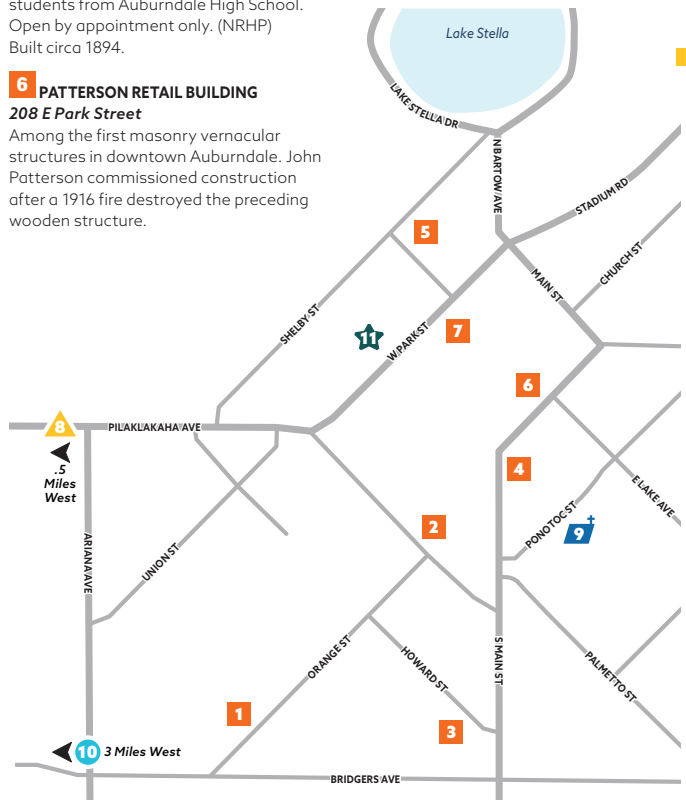 students from Auburndale High School.
Open by appointment only. (NRHP)
Built circa 1894.
6 PATTERSON RETAIL BUILDING
208 E Park Street
Among the first masonry vernacular
structures in downtown Auburndale. John
Patterson commissioned construction
after a 1916 fire destroyed the preceding
wooden structure.
Lake Stella
LAKE STELLA DR
N BARTOW AVE
STADIUM RD
5
CHURCH ST
MAIN ST
SHELBY ST
11
W PARK ST
7
6
8
PILAKLAKAHA AVE
.5
Miles
West
4
E LAKE AVE
PONOTOC ST
9
2
ARIANA AVE
UNION ST
ORANGE ST
HOWARD ST
S MAIN ST
PALMETTO ST
1
3
10
3 Miles West
BRIDGERS AVE